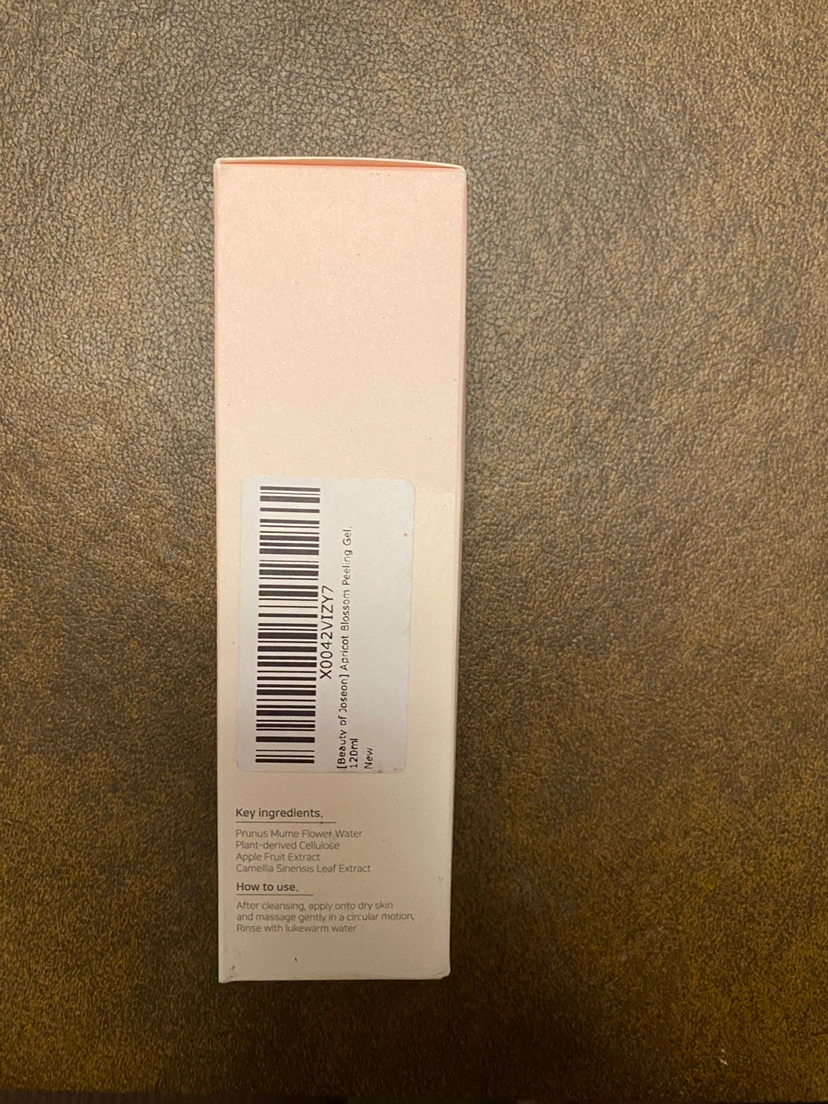 X0042VIZY7
[Beauty of Joseon] Apricot Blossom Peeling Gel,
120ml
New
Key ingredients.
Prunus Mume Flower Water
Plant-derived Cellulose
Apple Fruit Extract
Camellia Sinensis Leaf Extract
How to use.
After cleansing, apply onto dry skin
and massage gently in a circular motion,
Rinse with lukewarm water